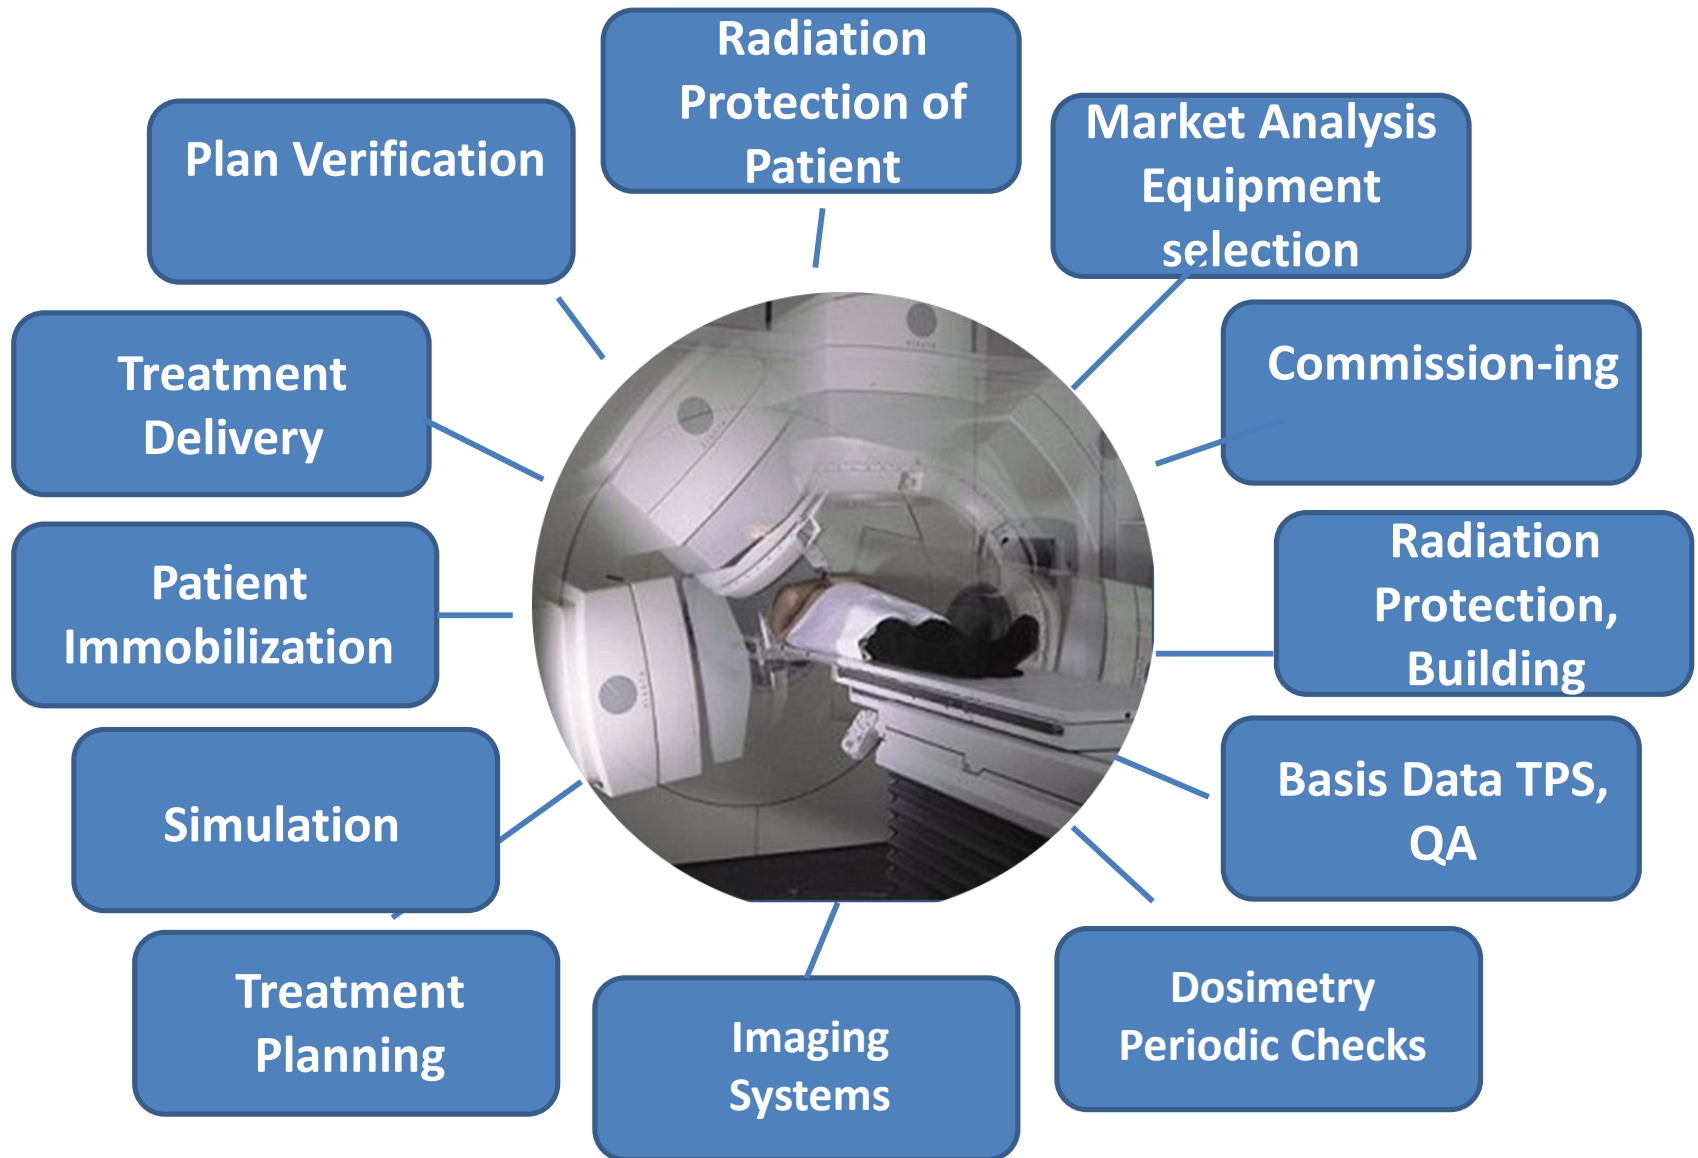 Radiation
Protection of
Patient
Market Analysis
Equipment
selection
Commission-ing
Radiation
Protection,
Building
Basis Data TPS,
QA
Dosimetry
Periodic Checks
Imaging
Systems
Treatment
Planning
Simulation
Patient
Immobilization
Treatment
Delivery
Plan Verification